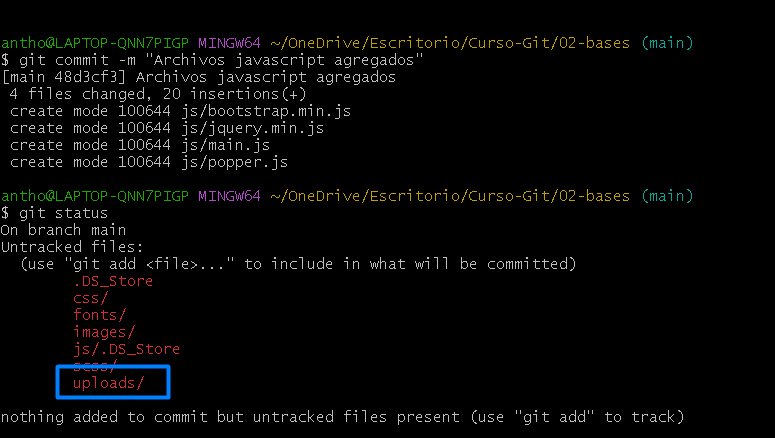 antho@LAPTOP-QNN7PIGP MINGW64 ~/OneDrive/Escritorio/Curso-Git/02-bases (main)
$ git commit -m "Archivos javascript agregados"
[main 48d3cf3] Archivos javascript agregados
 4 files changed, 20 insertions(+)
 create mode 100644 js/bootstrap.min.js
 create mode 100644 js/jquery.min.js
 create mode 100644 js/main.js
 create mode 100644 js/popper.js
antho@LAPTOP-QNN7PIGP MINGW64 ~/OneDrive/Escritorio/Curso-Git/02-bases (main)
$ git status
On branch main
Untracked files:
  (use "git add <file>..." to include in what will be committed)
        .DS_Store
        css/
        fonts/
        images/
        js/.DS_Store
        scss/
        uploads/
nothing added to commit but untracked files present (use "git add" to track)